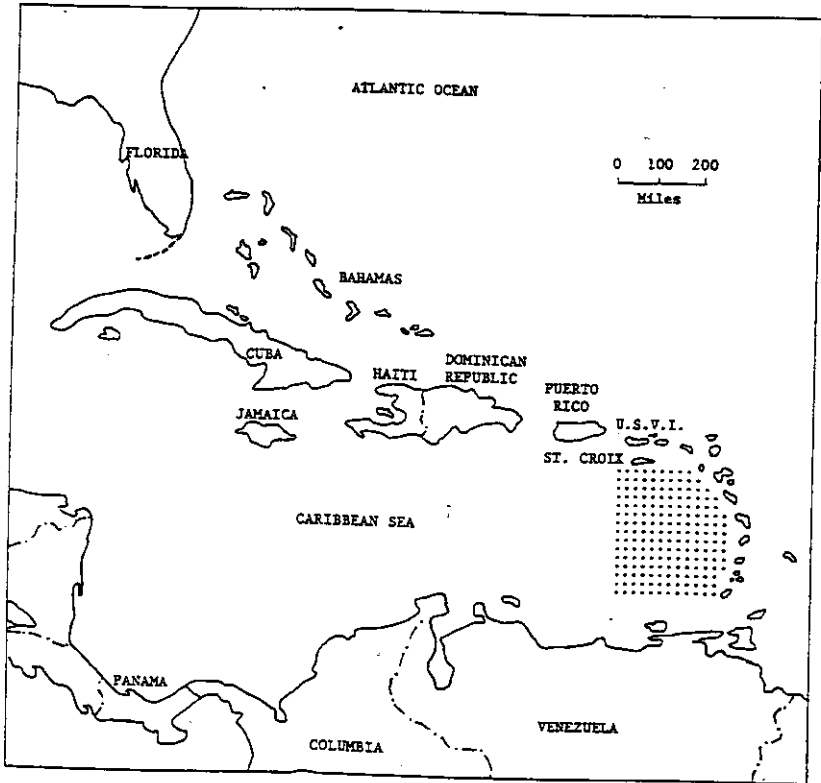 ATLANTIC OCEAN
FLORIDA
0 100 200
Miles
BAHAMAS
CUBA
HAITI
DOMINICAN
REPUBLIC
PUERTO
RICO
JAMAICA
U.S.V.I.
ST. CROIX
CARIBBEAN SEA
PANAMA
COLUMBIA
VENEZUELA